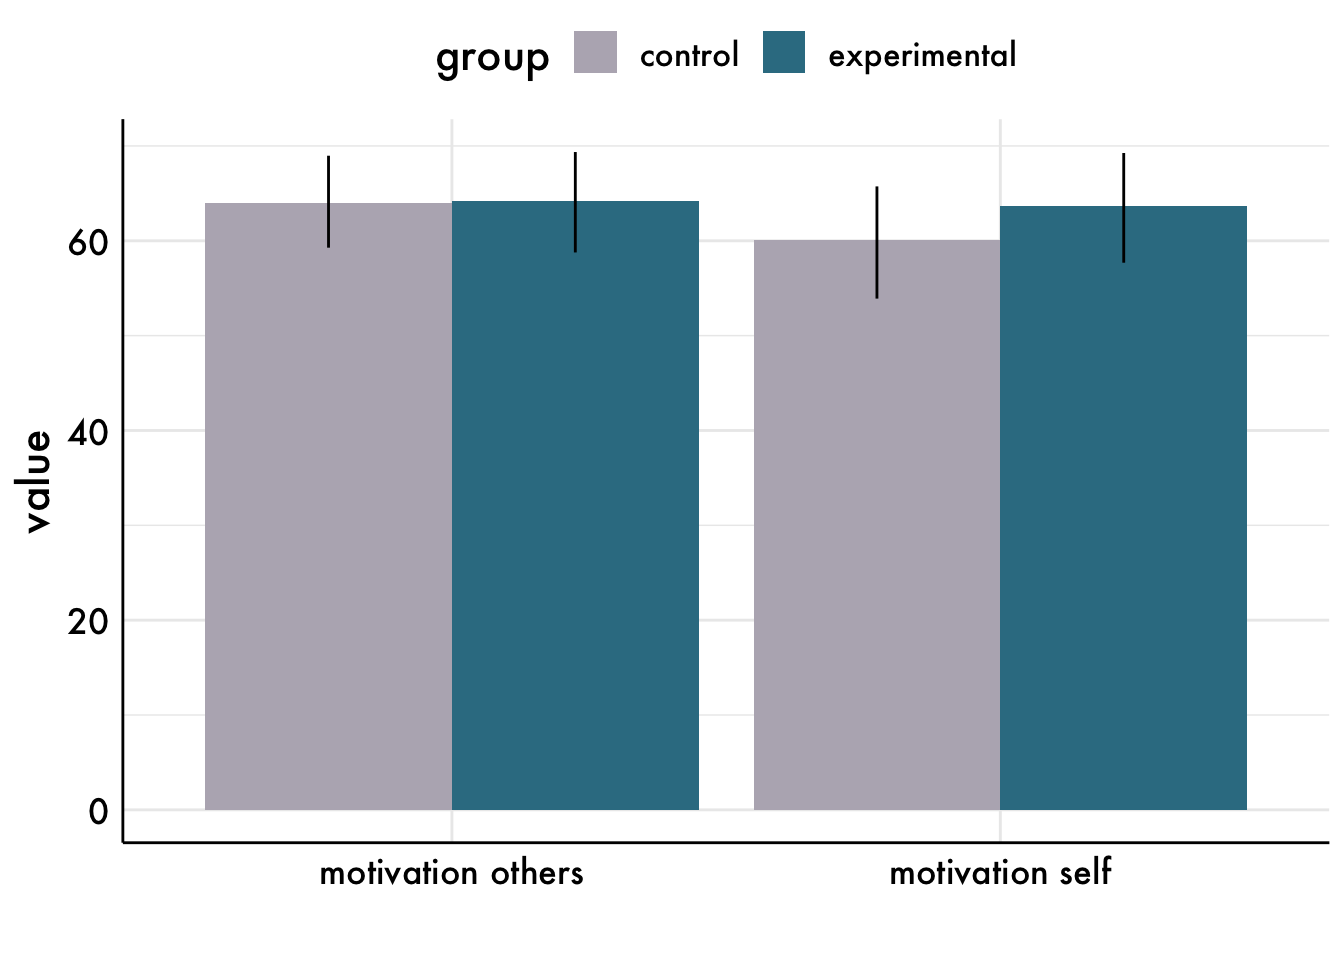 group control experimental
value
60
40
20
0
motivation others motivation self